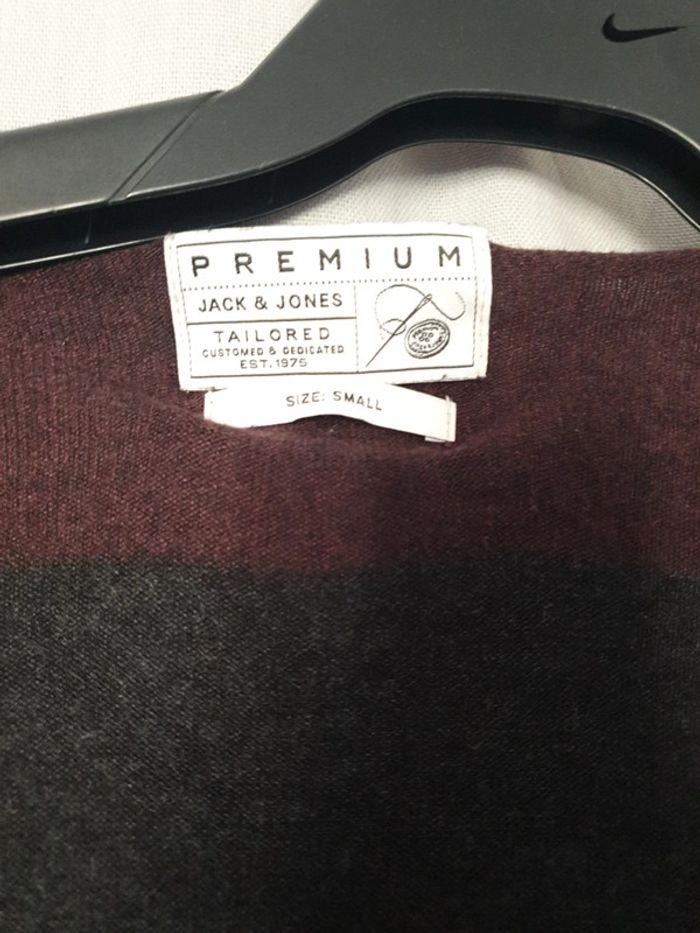 PREMIUM
JACK & JONES
TAILORED
CUSTOMED & DEDICATED
EST. 1975
SIZE: SMALL